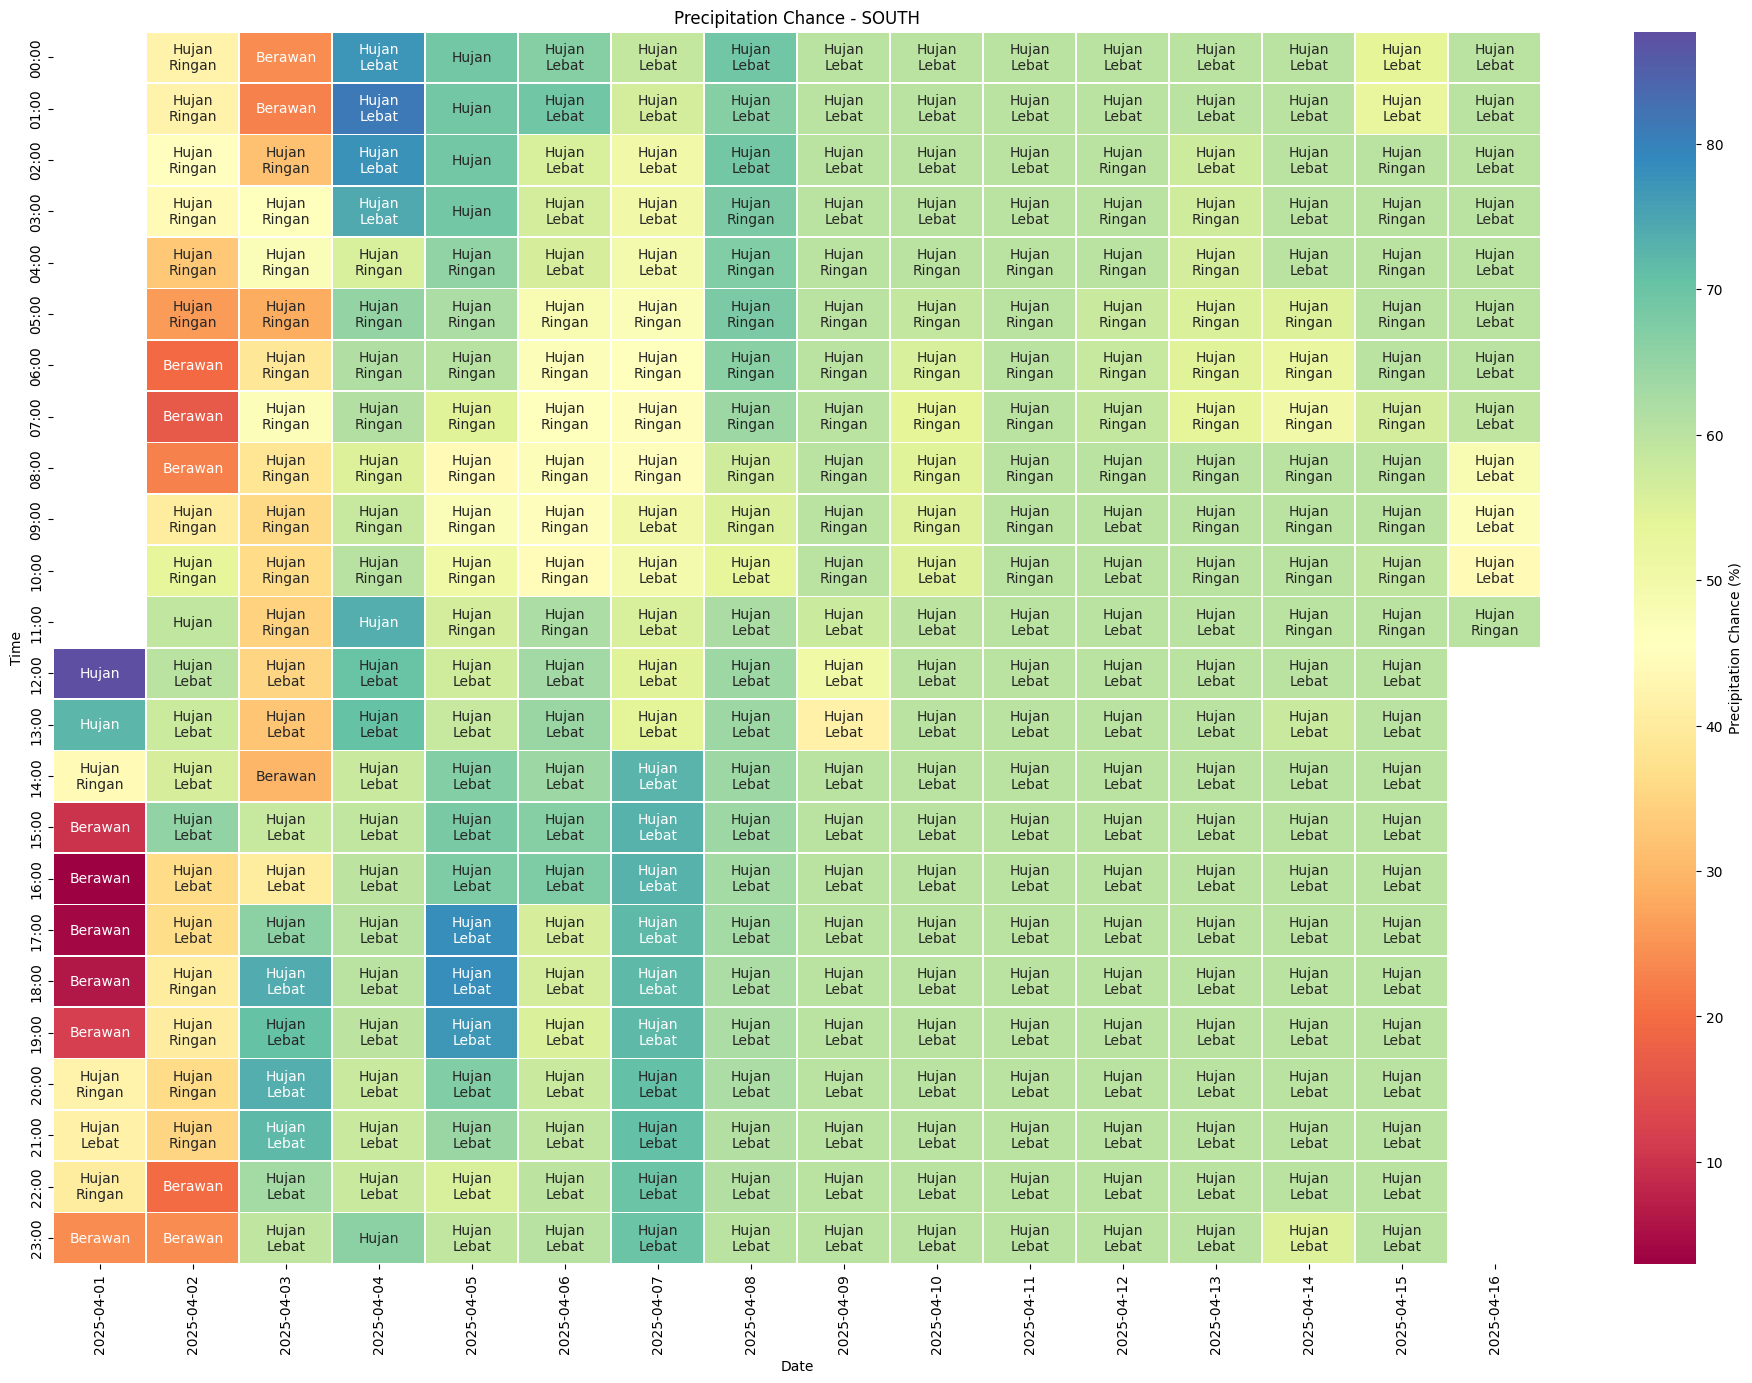 Precipitation Chance - SOUTH
00:00 Hujan Ringan Berawan Hujan Lebat Hujan Hujan Lebat Hujan Lebat Hujan Lebat Hujan Lebat Hujan Lebat Hujan Lebat Hujan Lebat Hujan Lebat Hujan Lebat Hujan Lebat Hujan Lebat
01:00 Hujan Ringan Berawan Hujan Lebat Hujan Hujan Lebat Hujan Lebat Hujan Lebat Hujan Lebat Hujan Lebat Hujan Lebat Hujan Lebat Hujan Lebat Hujan Lebat Hujan Lebat Hujan Lebat
02:00 Hujan Ringan Hujan Ringan Hujan Lebat Hujan Hujan Lebat Hujan Lebat Hujan Lebat Hujan Lebat Hujan Lebat Hujan Lebat Hujan Ringan Hujan Lebat Hujan Lebat Hujan Ringan Hujan Lebat
03:00 Hujan Ringan Hujan Ringan Hujan Lebat Hujan Hujan Lebat Hujan Lebat Hujan Ringan Hujan Lebat Hujan Lebat Hujan Lebat Hujan Ringan Hujan Ringan Hujan Lebat Hujan Ringan Hujan Lebat
04:00 Hujan Ringan Hujan Ringan Hujan Ringan Hujan Ringan Hujan Lebat Hujan Lebat Hujan Ringan Hujan Ringan Hujan Ringan Hujan Ringan Hujan Ringan Hujan Ringan Hujan Lebat Hujan Ringan Hujan Lebat
05:00 Hujan Ringan Hujan Ringan Hujan Ringan Hujan Ringan Hujan Ringan Hujan Ringan Hujan Ringan Hujan Ringan Hujan Ringan Hujan Ringan Hujan Ringan Hujan Ringan Hujan Ringan Hujan Ringan Hujan Lebat
06:00 Berawan Hujan Ringan Hujan Ringan Hujan Ringan Hujan Ringan Hujan Ringan Hujan Ringan Hujan Ringan Hujan Ringan Hujan Ringan Hujan Ringan Hujan Ringan Hujan Ringan Hujan Ringan Hujan Lebat
07:00 Berawan Hujan Ringan Hujan Ringan Hujan Ringan Hujan Ringan Hujan Ringan Hujan Ringan Hujan Ringan Hujan Ringan Hujan Ringan Hujan Ringan Hujan Ringan Hujan Ringan Hujan Ringan Hujan Lebat
08:00 Berawan Hujan Ringan Hujan Ringan Hujan Ringan Hujan Ringan Hujan Ringan Hujan Ringan Hujan Ringan Hujan Ringan Hujan Ringan Hujan Ringan Hujan Ringan Hujan Ringan Hujan Ringan Hujan Lebat
09:00 Hujan Ringan Hujan Ringan Hujan Ringan Hujan Ringan Hujan Ringan Hujan Lebat Hujan Ringan Hujan Ringan Hujan Ringan Hujan Ringan Hujan Lebat Hujan Ringan Hujan Ringan Hujan Ringan Hujan Lebat
10:00 Hujan Ringan Hujan Ringan Hujan Ringan Hujan Ringan Hujan Ringan Hujan Lebat Hujan Lebat Hujan Ringan Hujan Lebat Hujan Ringan Hujan Lebat Hujan Ringan Hujan Ringan Hujan Ringan Hujan Lebat
11:00 Hujan Hujan Ringan Hujan Hujan Ringan Hujan Ringan Hujan Lebat Hujan Lebat Hujan Lebat Hujan Lebat Hujan Lebat Hujan Lebat Hujan Lebat Hujan Ringan Hujan Ringan Hujan Ringan
12:00 Hujan Hujan Lebat Hujan Lebat Hujan Lebat Hujan Lebat Hujan Lebat Hujan Lebat Hujan Lebat Hujan Lebat Hujan Lebat Hujan Lebat Hujan Lebat Hujan Lebat Hujan Lebat Hujan Lebat
13:00 Hujan Hujan Lebat Hujan Lebat Hujan Lebat Hujan Lebat Hujan Lebat Hujan Lebat Hujan Lebat Hujan Lebat Hujan Lebat Hujan Lebat Hujan Lebat Hujan Lebat Hujan Lebat Hujan Lebat
14:00 Hujan Ringan Hujan Lebat Berawan Hujan Lebat Hujan Lebat Hujan Lebat Hujan Lebat Hujan Lebat Hujan Lebat Hujan Lebat Hujan Lebat Hujan Lebat Hujan Lebat Hujan Lebat Hujan Lebat
15:00 Berawan Hujan Lebat Hujan Lebat Hujan Lebat Hujan Lebat Hujan Lebat Hujan Lebat Hujan Lebat Hujan Lebat Hujan Lebat Hujan Lebat Hujan Lebat Hujan Lebat Hujan Lebat Hujan Lebat
16:00 Berawan Hujan Lebat Hujan Lebat Hujan Lebat Hujan Lebat Hujan Lebat Hujan Lebat Hujan Lebat Hujan Lebat Hujan Lebat Hujan Lebat Hujan Lebat Hujan Lebat Hujan Lebat Hujan Lebat
17:00 Berawan Hujan Lebat Hujan Lebat Hujan Lebat Hujan Lebat Hujan Lebat Hujan Lebat Hujan Lebat Hujan Lebat Hujan Lebat Hujan Lebat Hujan Lebat Hujan Lebat Hujan Lebat Hujan Lebat
18:00 Berawan Hujan Ringan Hujan Lebat Hujan Lebat Hujan Lebat Hujan Lebat Hujan Lebat Hujan Lebat Hujan Lebat Hujan Lebat Hujan Lebat Hujan Lebat Hujan Lebat Hujan Lebat Hujan Lebat
19:00 Berawan Hujan Ringan Hujan Lebat Hujan Lebat Hujan Lebat Hujan Lebat Hujan Lebat Hujan Lebat Hujan Lebat Hujan Lebat Hujan Lebat Hujan Lebat Hujan Lebat Hujan Lebat Hujan Lebat
20:00 Hujan Ringan Hujan Ringan Hujan Lebat Hujan Lebat Hujan Lebat Hujan Lebat Hujan Lebat Hujan Lebat Hujan Lebat Hujan Lebat Hujan Lebat Hujan Lebat Hujan Lebat Hujan Lebat Hujan Lebat
21:00 Hujan Lebat Hujan Ringan Hujan Lebat Hujan Lebat Hujan Lebat Hujan Lebat Hujan Lebat Hujan Lebat Hujan Lebat Hujan Lebat Hujan Lebat Hujan Lebat Hujan Lebat Hujan Lebat Hujan Lebat
22:00 Hujan Ringan Berawan Hujan Lebat Hujan Lebat Hujan Lebat Hujan Lebat Hujan Lebat Hujan Lebat Hujan Lebat Hujan Lebat Hujan Lebat Hujan Lebat Hujan Lebat Hujan Lebat Hujan Lebat
23:00 Berawan Berawan Hujan Lebat Hujan Hujan Lebat Hujan Lebat Hujan Lebat Hujan Lebat Hujan Lebat Hujan Lebat Hujan Lebat Hujan Lebat Hujan Lebat Hujan Lebat Hujan Lebat
Time
2025-04-01 2025-04-02 2025-04-03 2025-04-04 2025-04-05 2025-04-06 2025-04-07 2025-04-08 2025-04-09 2025-04-10 2025-04-11 2025-04-12 2025-04-13 2025-04-14 2025-04-15 2025-04-16
Date
80
70
60
50
40
30
20
10
Precipitation Chance (%)